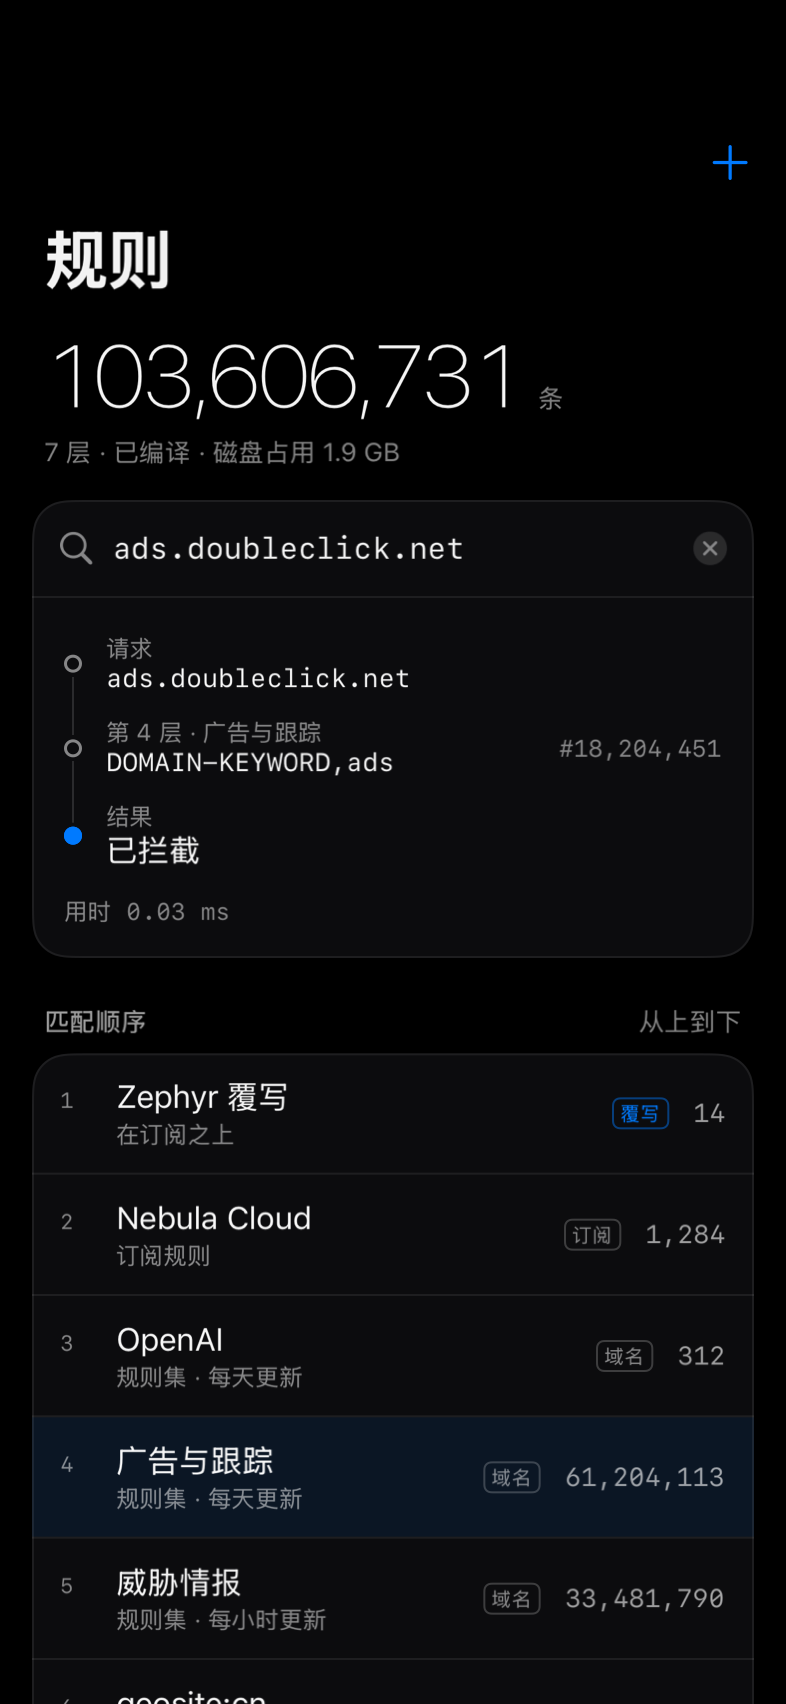 规则
103,606,731 条
7 层 · 已编译 · 磁盘占用 1.9 GB
ads.doubleclick.net
请求
ads.doubleclick.net
第 4 层 · 广告与跟踪
DOMAIN-KEYWORD,ads
#18,204,451
结果
已拦截
用时 0.03 ms
匹配顺序 从上到下
1 Zephyr 覆写 覆写 14
在订阅之上
2 Nebula Cloud 订阅 1,284
订阅规则
3 OpenAI 域名 312
规则集 · 每天更新
4 广告与跟踪 域名 61,204,113
规则集 · 每天更新
5 威胁情报 域名 33,481,790
规则集 · 每小时更新
geosite:cn